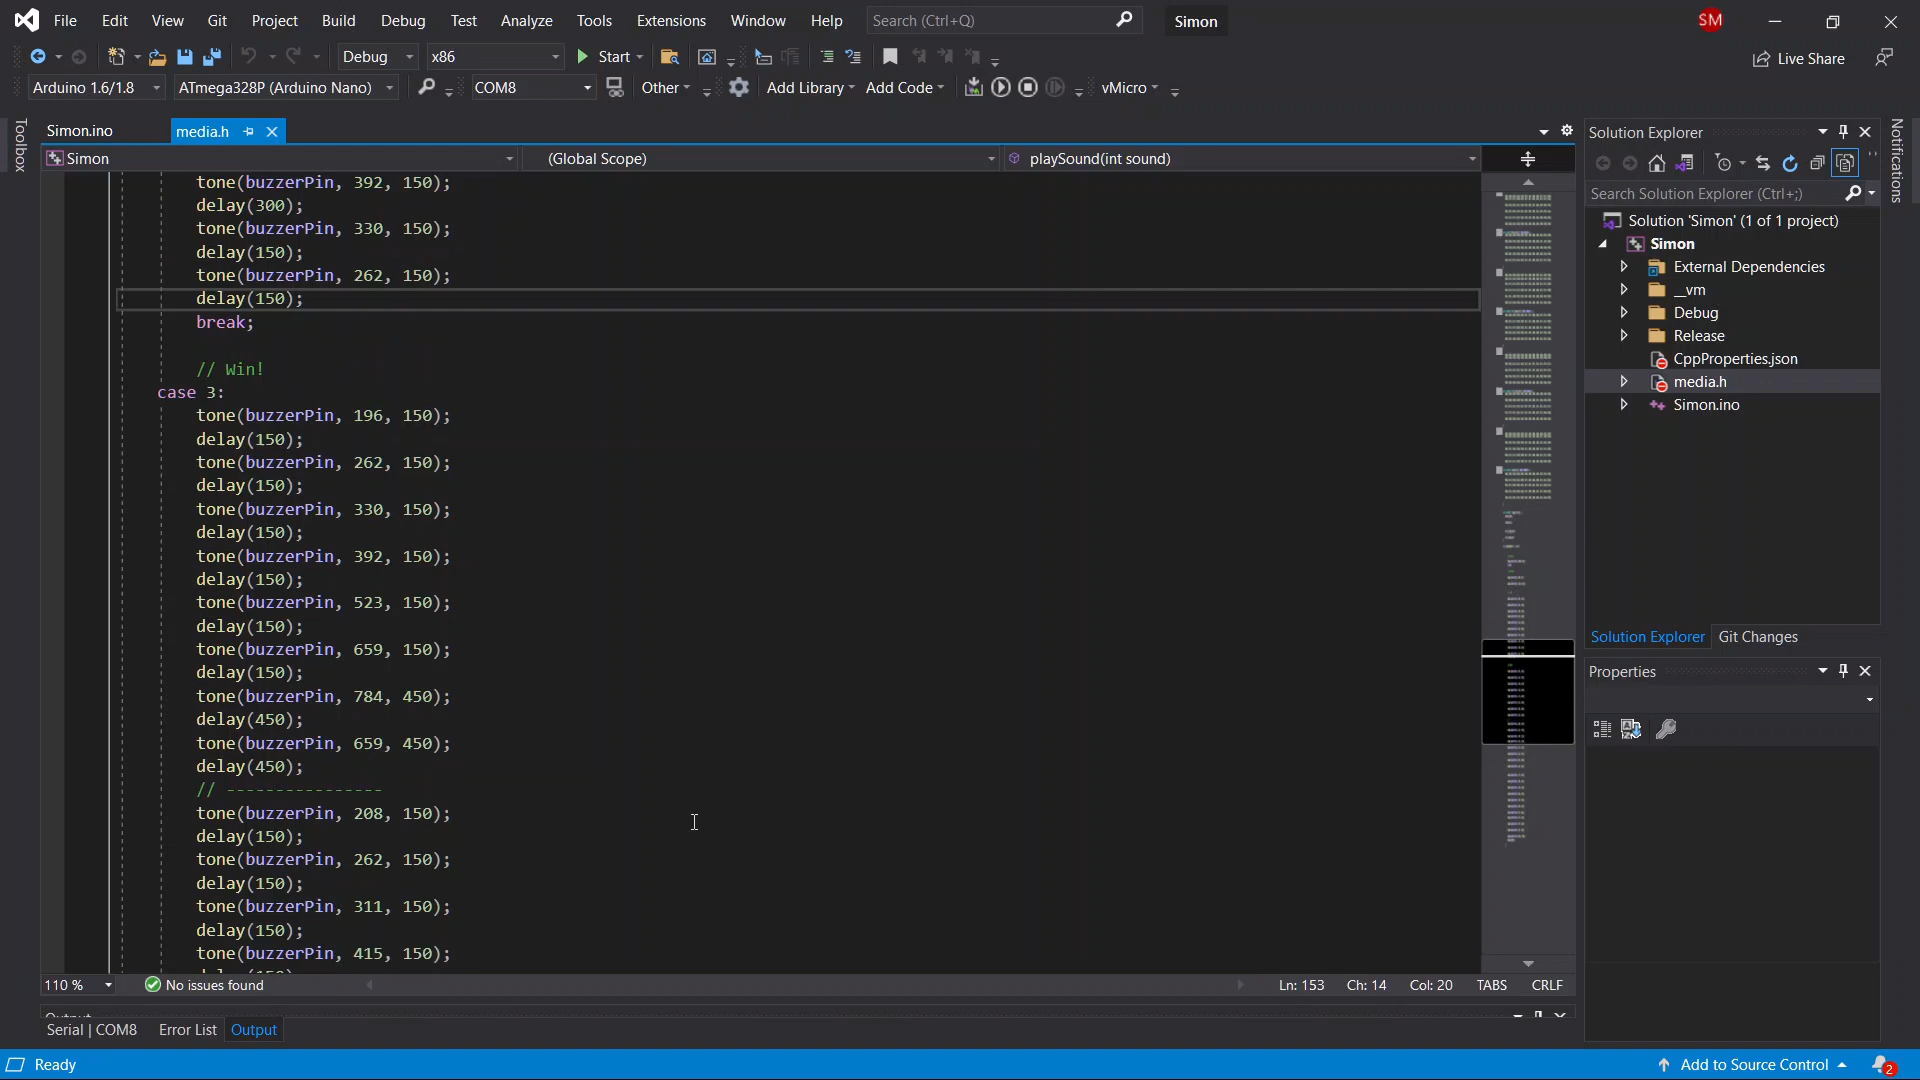 File Edit View Git Project Build Debug Test Analyze Tools Extensions Window Help Search (Ctrl+Q) Simon SM
Debug x86 Start Live Share
Arduino 1.6/1.8 ATmega328P (Arduino Nano) COM8 Other Add Library Add Code vMicro
Toolbox
Simon.ino media.h
Simon (Global Scope) playSound(int sound)
tone(buzzerPin, 392, 150);
delay(300);
tone(buzzerPin, 330, 150);
delay(150);
tone(buzzerPin, 262, 150);
delay(150);
break;
// Win!
case 3:
tone(buzzerPin, 196, 150);
delay(150);
tone(buzzerPin, 262, 150);
delay(150);
tone(buzzerPin, 330, 150);
delay(150);
tone(buzzerPin, 392, 150);
delay(150);
tone(buzzerPin, 523, 150);
delay(150);
tone(buzzerPin, 659, 150);
delay(150);
tone(buzzerPin, 784, 450);
delay(450);
tone(buzzerPin, 659, 450);
delay(450);
// ----------------
tone(buzzerPin, 208, 150);
delay(150);
tone(buzzerPin, 262, 150);
delay(150);
tone(buzzerPin, 311, 150);
delay(150);
tone(buzzerPin, 415, 150);
110 % No issues found Ln: 153 Ch: 14 Col: 20 TABS CRLF
Output
Serial | COM8 Error List Output
Solution Explorer
Search Solution Explorer (Ctrl+;)
Solution 'Simon' (1 of 1 project)
Simon
External Dependencies
__vm
Debug
Release
CppProperties.json
media.h
Simon.ino
Solution Explorer Git Changes
Properties
Notifications
Ready Add to Source Control 2